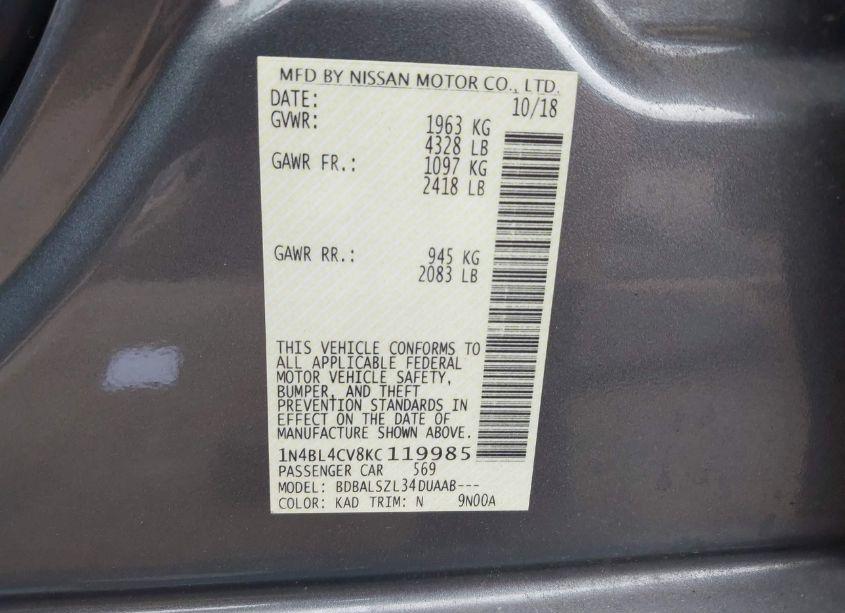 MFD BY NISSAN MOTOR CO., LTD.
DATE: 10/18
GVWR: 1963 KG
4328 LB
GAWR FR.: 1097 KG
2418 LB
GAWR RR.: 945 KG
2083 LB
THIS VEHICLE CONFORMS TO
ALL APPLICABLE FEDERAL
MOTOR VEHICLE SAFETY,
BUMPER, AND THEFT
PREVENTION STANDARDS IN
EFFECT ON THE DATE OF
MANUFACTURE SHOWN ABOVE.
1N4BL4CV8KC119985
PASSENGER CAR 569
MODEL: BDBALSZL34DUAAB---
COLOR: KAD TRIM: N 9N00A